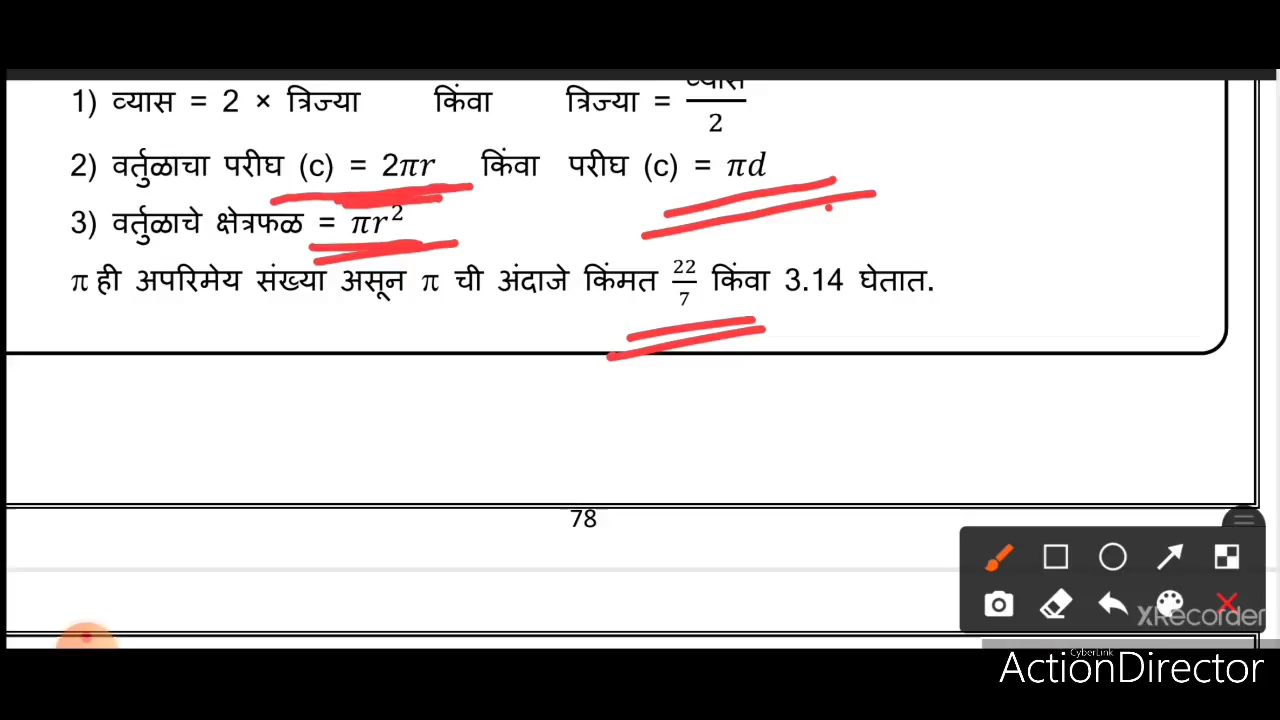 1) व्यास = 2 × त्रिज्या किंवा त्रिज्या = व्यास/2
2) वर्तुळाचा परीघ (c) = 2πr किंवा परीघ (c) = πd
3) वर्तुळाचे क्षेत्रफळ = πr²
π ही अपरिमेय संख्या असून π ची अंदाजे किंमत 22/7 किंवा 3.14 घेतात.
78
XRecorder
CyberLink
ActionDirector